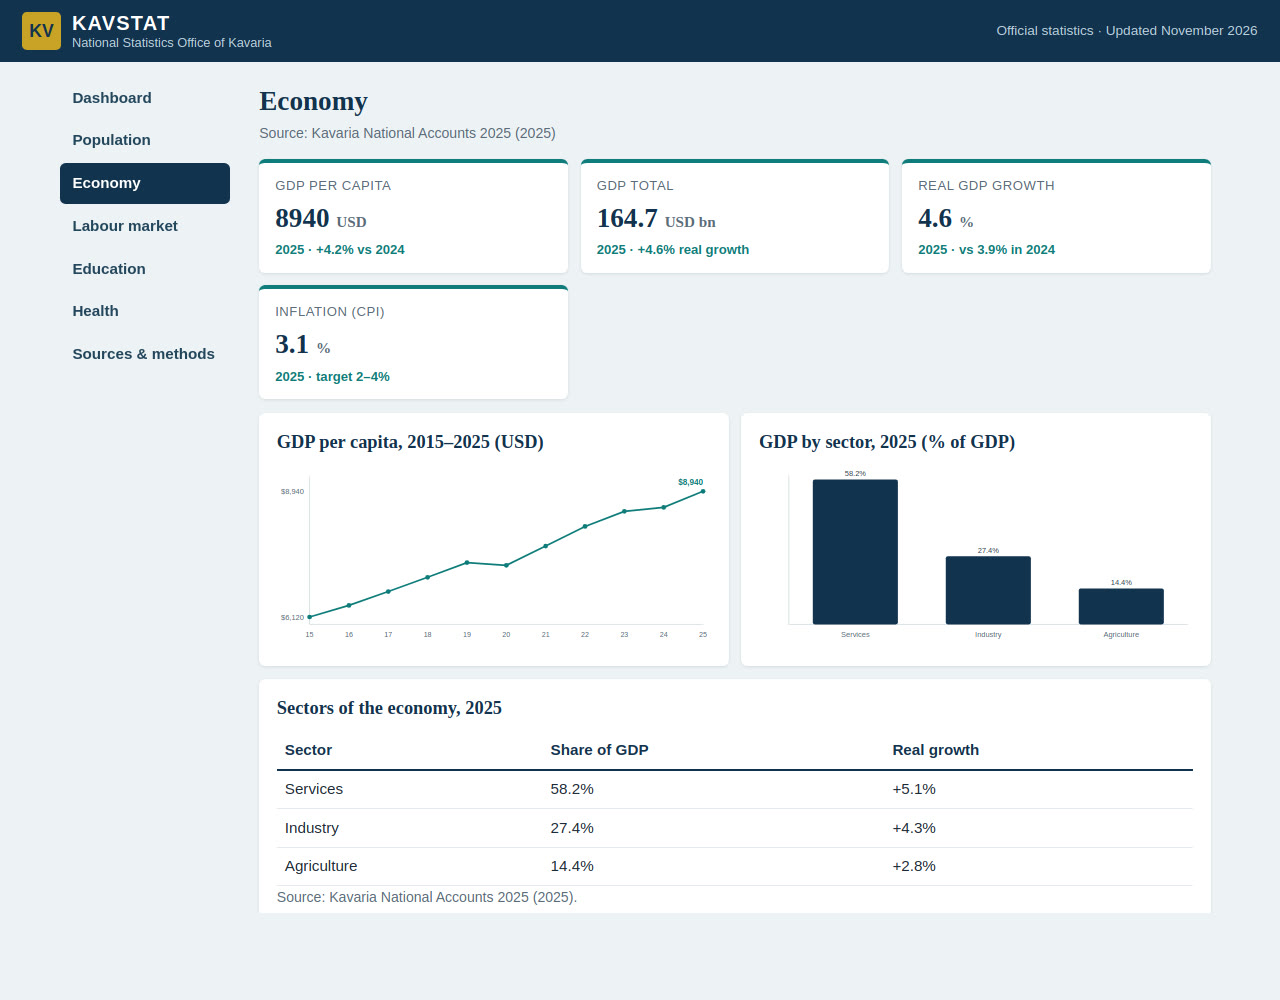 KV
KAVSTAT
National Statistics Office of Kavaria
Official statistics · Updated November 2026
Dashboard
Population
Economy
Labour market
Education
Health
Sources & methods
Economy
Source: Kavaria National Accounts 2025 (2025)
GDP PER CAPITA
8940 USD
2025 · +4.2% vs 2024
GDP TOTAL
164.7 USD bn
2025 · +4.6% real growth
REAL GDP GROWTH
4.6 %
2025 · vs 3.9% in 2024
INFLATION (CPI)
3.1 %
2025 · target 2–4%
GDP per capita, 2015–2025 (USD)
$8,940
$8,940
$6,120
15 16 17 18 19 20 21 22 23 24 25
GDP by sector, 2025 (% of GDP)
58.2%
27.4%
14.4%
Services Industry Agriculture
Sectors of the economy, 2025
Sector Share of GDP Real growth
Services 58.2% +5.1%
Industry 27.4% +4.3%
Agriculture 14.4% +2.8%
Source: Kavaria National Accounts 2025 (2025).